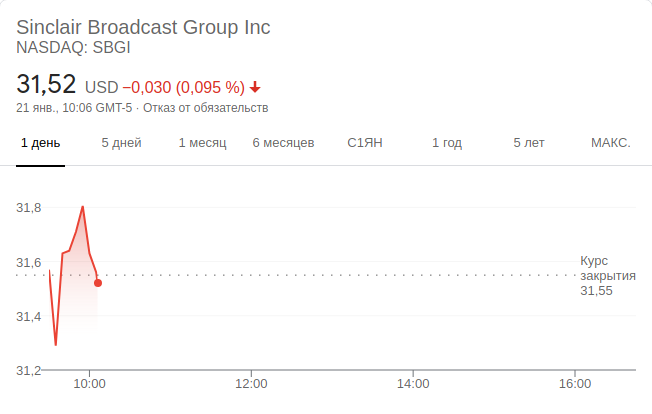 Sinclair Broadcast Group Inc
NASDAQ: SBGI
31,52 USD −0,030 (0,095 %)
21 янв., 10:06 GMT-5 · Отказ от обязательств
1 день 5 дней 1 месяц 6 месяцев С1ЯН 1 год 5 лет МАКС.
31,8
31,6
31,4
31,2
Курс
закрытия
31,55
10:00 12:00 14:00 16:00